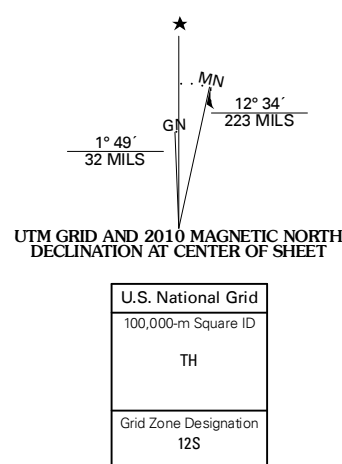 MN
GN
12° 34´
223 MILS
1° 49´
32 MILS
UTM GRID AND 2010 MAGNETIC NORTH
DECLINATION AT CENTER OF SHEET
U.S. National Grid
100,000-m Square ID
TH
Grid Zone Designation
12S